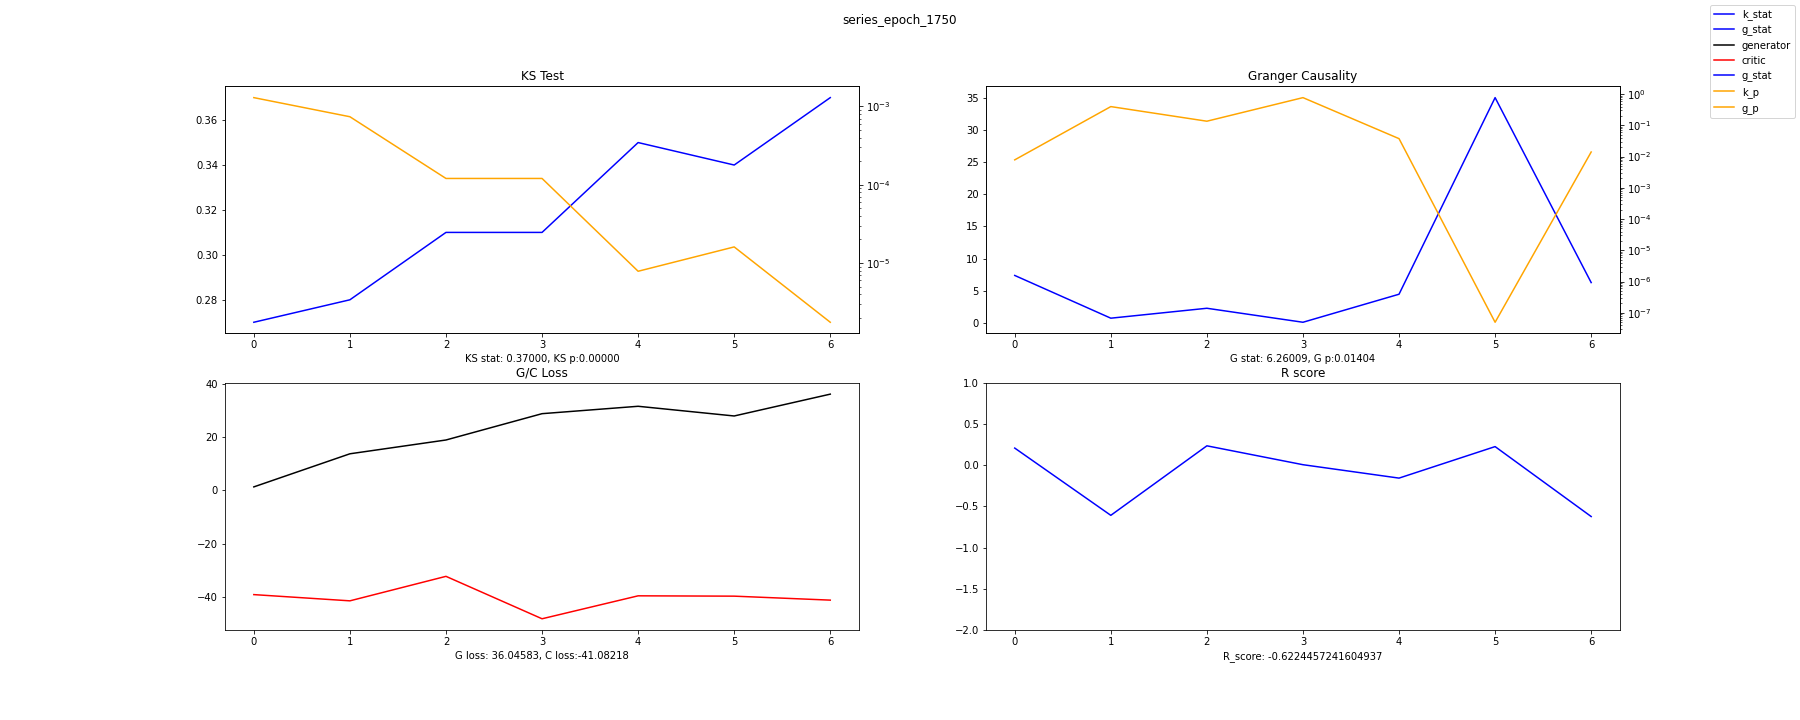 series_epoch_1750
k_stat
g_stat
generator
critic
g_stat
k_p
g_p
KS Test
0.36
0.34
0.32
0.30
0.28
10⁻³
10⁻⁴
10⁻⁵
0 1 2 3 4 5 6
KS stat: 0.37000, KS p:0.00000
Granger Causality
35
30
25
20
15
10
5
0
10⁰
10⁻¹
10⁻²
10⁻³
10⁻⁴
10⁻⁵
10⁻⁶
10⁻⁷
0 1 2 3 4 5 6
G stat: 6.26009, G p:0.01404
G/C Loss
40
20
0
−20
−40
0 1 2 3 4 5 6
G loss: 36.04583, C loss:-41.08218
R score
1.0
0.5
0.0
−0.5
−1.0
−1.5
−2.0
0 1 2 3 4 5 6
R_score: -0.6224457241604937